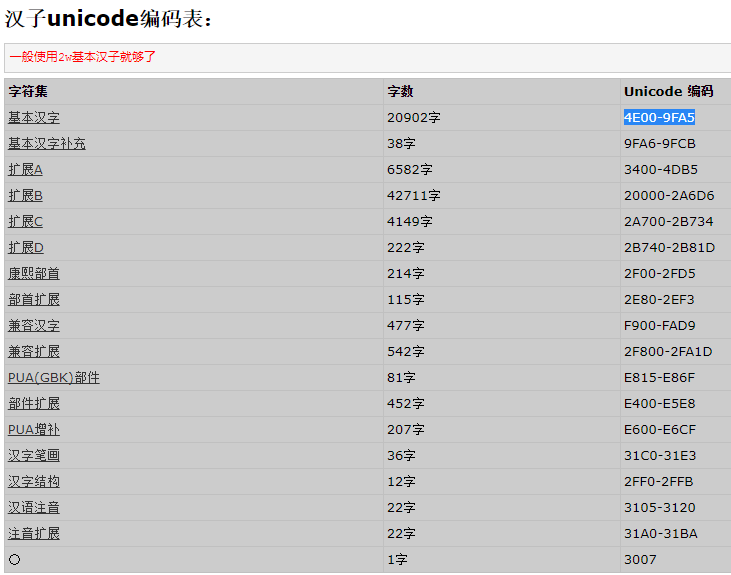 汉子unicode编码表：
一般使用2w基本汉子就够了
字符集 字数 Unicode 编码
基本汉字 20902字 4E00-9FA5
基本汉字补充 38字 9FA6-9FCB
扩展A 6582字 3400-4DB5
扩展B 42711字 20000-2A6D6
扩展C 4149字 2A700-2B734
扩展D 222字 2B740-2B81D
康熙部首 214字 2F00-2FD5
部首扩展 115字 2E80-2EF3
兼容汉字 477字 F900-FAD9
兼容扩展 542字 2F800-2FA1D
PUA(GBK)部件 81字 E815-E86F
部件扩展 452字 E400-E5E8
PUA增补 207字 E600-E6CF
汉字笔画 36字 31C0-31E3
汉字结构 12字 2FF0-2FFB
汉语注音 22字 3105-3120
注音扩展 22字 31A0-31BA
〇 1字 3007